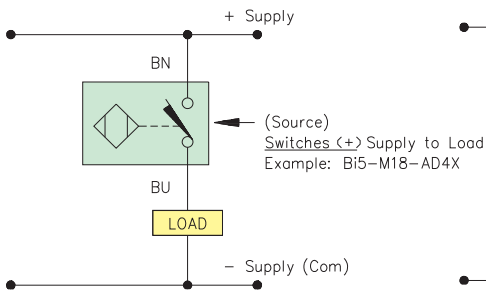 + Supply
BN
(Source)
Switches (+) Supply to Load
Example: Bi5-M18-AD4X
BU
LOAD
- Supply (Com)